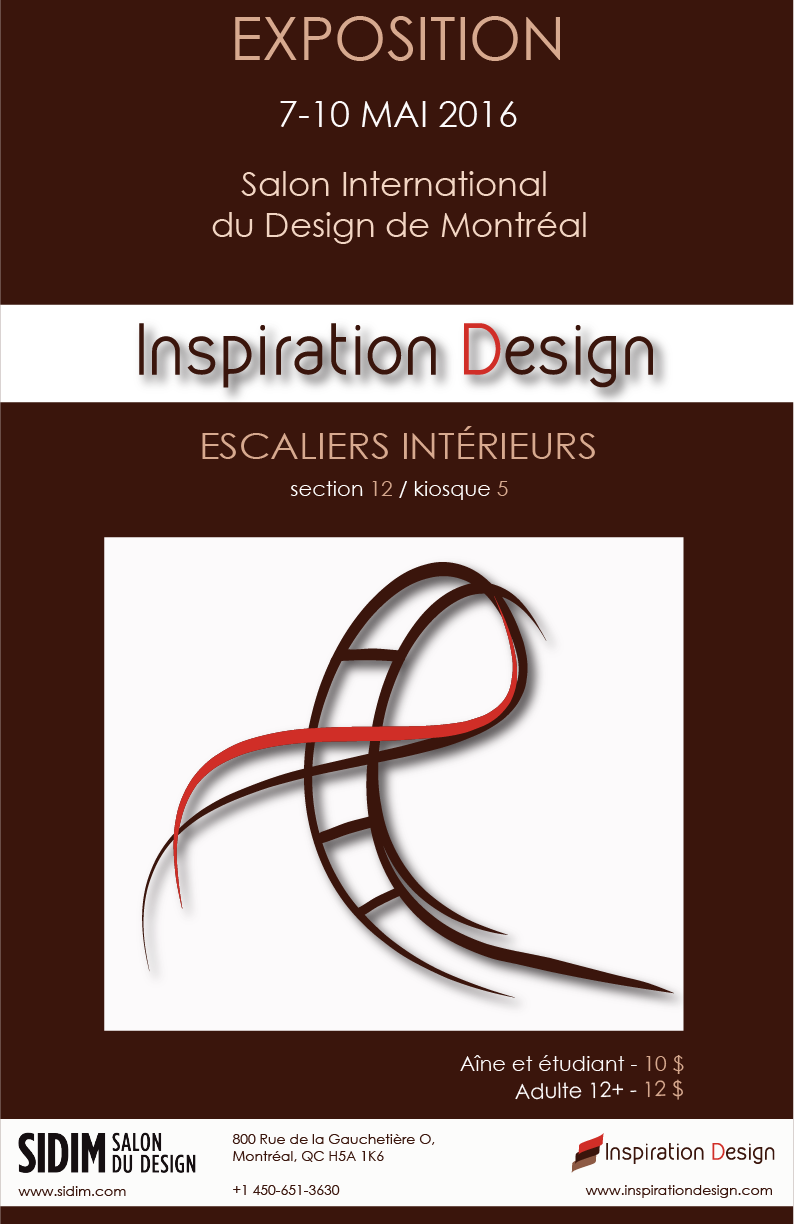 EXPOSITION
7-10 MAI 2016
Salon International
du Design de Montréal
Inspiration Design
ESCALIERS INTÉRIEURS
section 12 / kiosque 5
Aîne et étudiant - 10 $
Adulte 12+ - 12 $
SIDIM SALON
DU DESIGN
www.sidim.com
800 Rue de la Gauchetière O,
Montréal, QC H5A 1K6
+1 450-651-3630
Inspiration Design
www.inspirationdesign.com